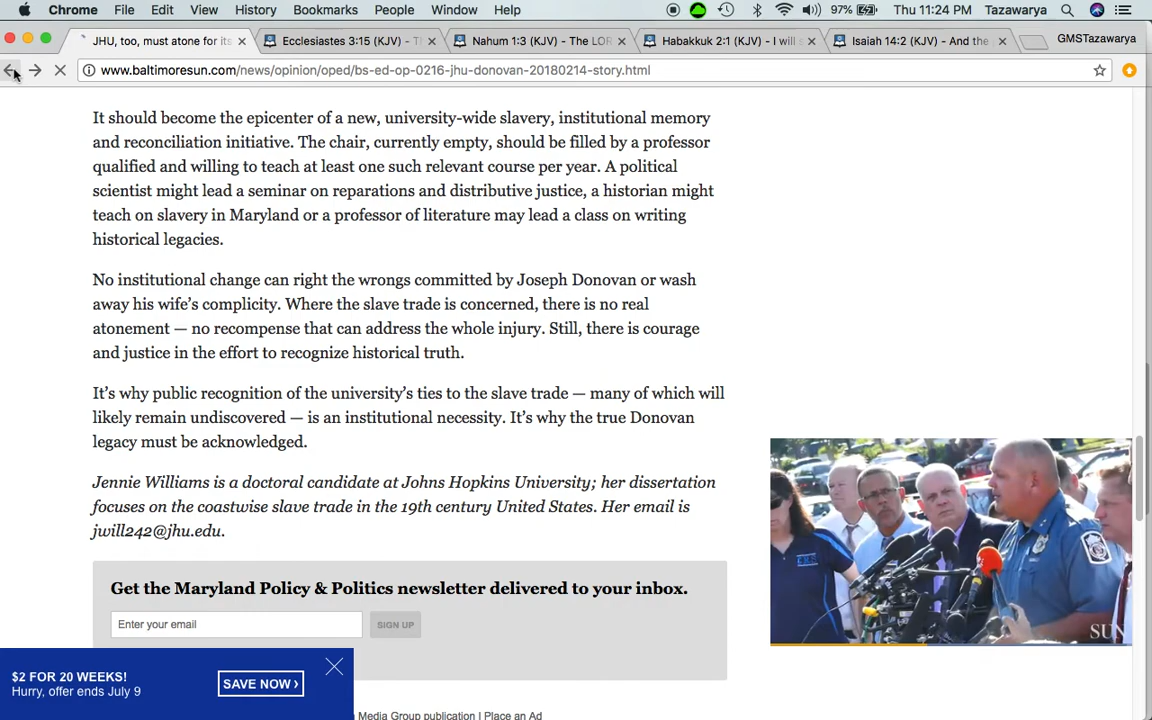 Chrome File Edit View History Bookmarks People Window Help 97% Thu 11:24 PM Tazawarya
JHU, too, must atone for its Ecclesiastes 3:15 (KJV) - T Nahum 1:3 (KJV) - The LOR Habakkuk 2:1 (KJV) - I will s Isaiah 14:2 (KJV) - And the GMSTazawarya
www.baltimoresun.com/news/opinion/oped/bs-ed-op-0216-jhu-donovan-20180214-story.html
It should become the epicenter of a new, university-wide slavery, institutional memory
and reconciliation initiative. The chair, currently empty, should be filled by a professor
qualified and willing to teach at least one such relevant course per year. A political
scientist might lead a seminar on reparations and distributive justice, a historian might
teach on slavery in Maryland or a professor of literature may lead a class on writing
historical legacies.
No institutional change can right the wrongs committed by Joseph Donovan or wash
away his wife’s complicity. Where the slave trade is concerned, there is no real
atonement — no recompense that can address the whole injury. Still, there is courage
and justice in the effort to recognize historical truth.
It’s why public recognition of the university’s ties to the slave trade — many of which will
likely remain undiscovered — is an institutional necessity. It’s why the true Donovan
legacy must be acknowledged.
Jennie Williams is a doctoral candidate at Johns Hopkins University; her dissertation
focuses on the coastwise slave trade in the 19th century United States. Her email is
jwill242@jhu.edu.
Get the Maryland Policy & Politics newsletter delivered to your inbox.
Enter your email SIGN UP
SUN
$2 FOR 20 WEEKS!
Hurry, offer ends July 9
SAVE NOW ›
Media Group publication | Place an Ad